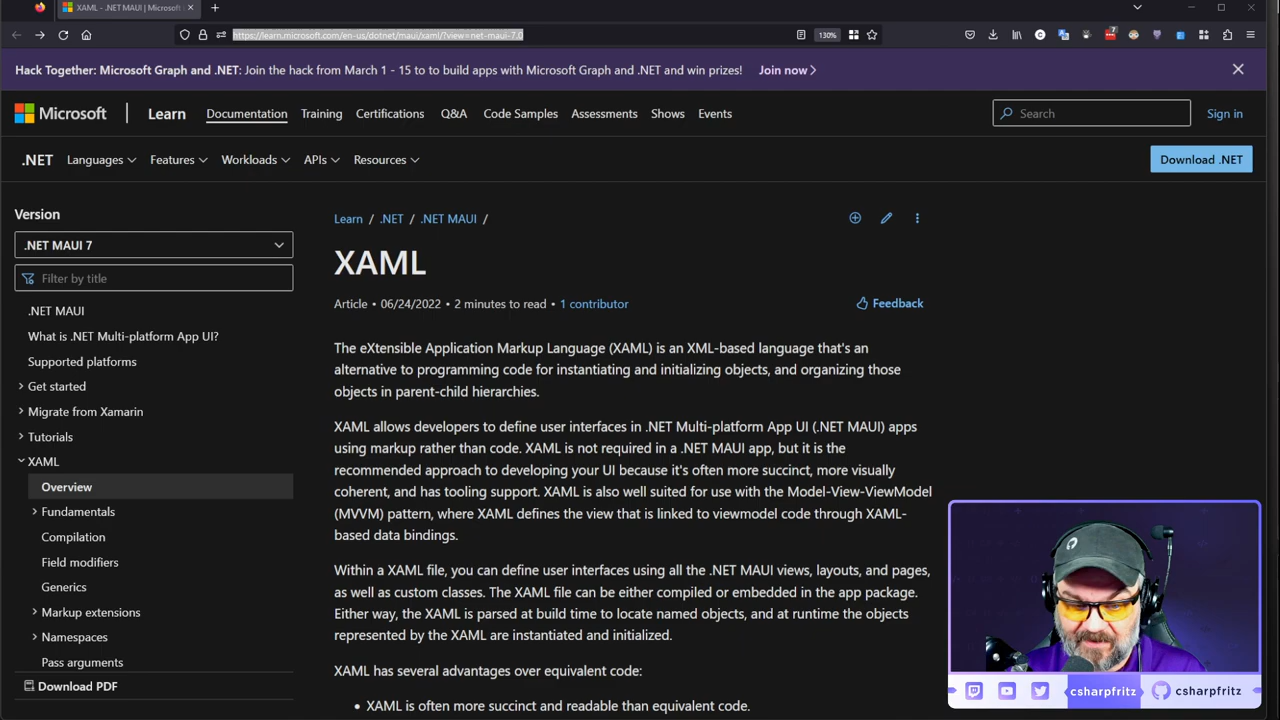 XAML - .NET MAUI | Microsoft
https://learn.microsoft.com/en-us/dotnet/maui/xaml/?view=net-maui-7.0
130%
Hack Together: Microsoft Graph and .NET: Join the hack from March 1 - 15 to to build apps with Microsoft Graph and .NET and win prizes! Join now
Microsoft Learn Documentation Training Certifications Q&A Code Samples Assessments Shows Events Search Sign in
.NET Languages Features Workloads APIs Resources Download .NET
Version
.NET MAUI 7
Filter by title
.NET MAUI
What is .NET Multi-platform App UI?
Supported platforms
Get started
Migrate from Xamarin
Tutorials
XAML
Overview
Fundamentals
Compilation
Field modifiers
Generics
Markup extensions
Namespaces
Pass arguments
Download PDF
Learn / .NET / .NET MAUI /
XAML
Article • 06/24/2022 • 2 minutes to read • 1 contributor
Feedback
The eXtensible Application Markup Language (XAML) is an XML-based language that's an
alternative to programming code for instantiating and initializing objects, and organizing those
objects in parent-child hierarchies.
XAML allows developers to define user interfaces in .NET Multi-platform App UI (.NET MAUI) apps
using markup rather than code. XAML is not required in a .NET MAUI app, but it is the
recommended approach to developing your UI because it's often more succinct, more visually
coherent, and has tooling support. XAML is also well suited for use with the Model-View-ViewModel
(MVVM) pattern, where XAML defines the view that is linked to viewmodel code through XAML-
based data bindings.
Within a XAML file, you can define user interfaces using all the .NET MAUI views, layouts, and pages,
as well as custom classes. The XAML file can be either compiled or embedded in the app package.
Either way, the XAML is parsed at build time to locate named objects, and at runtime the objects
represented by the XAML are instantiated and initialized.
XAML has several advantages over equivalent code:
• XAML is often more succinct and readable than equivalent code.
csharpfritz csharpfritz